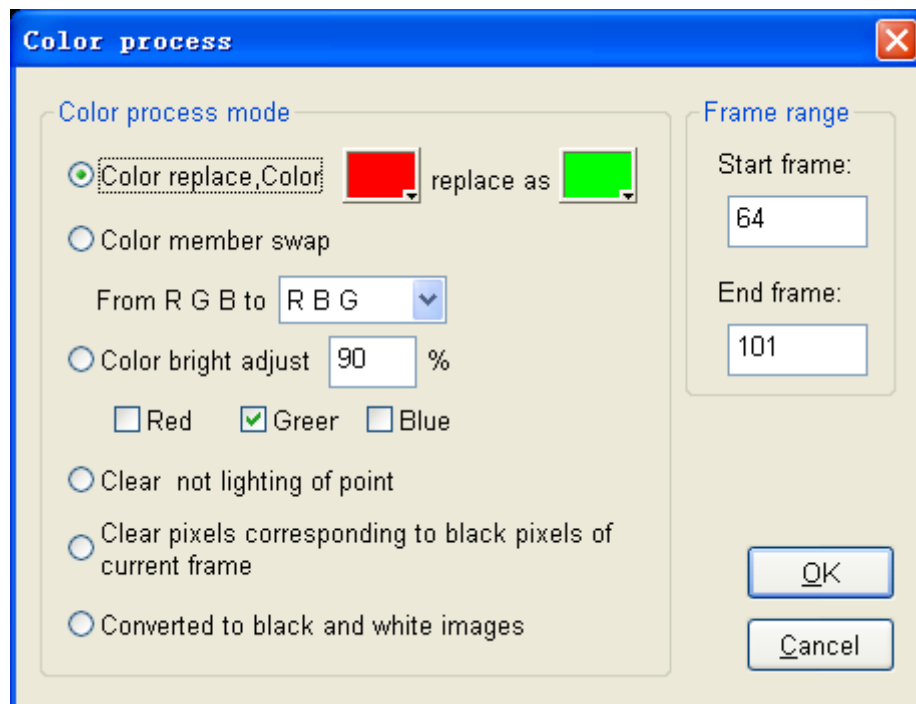 Color process
Color process mode
Color replace,Color replace as
Color member swap
From R G B to R B G
Color bright adjust 90 %
Red Greer Blue
Clear not lighting of point
Clear pixels corresponding to black pixels of
current frame
Converted to black and white images
Frame range
Start frame:
64
End frame:
101
OK
Cancel